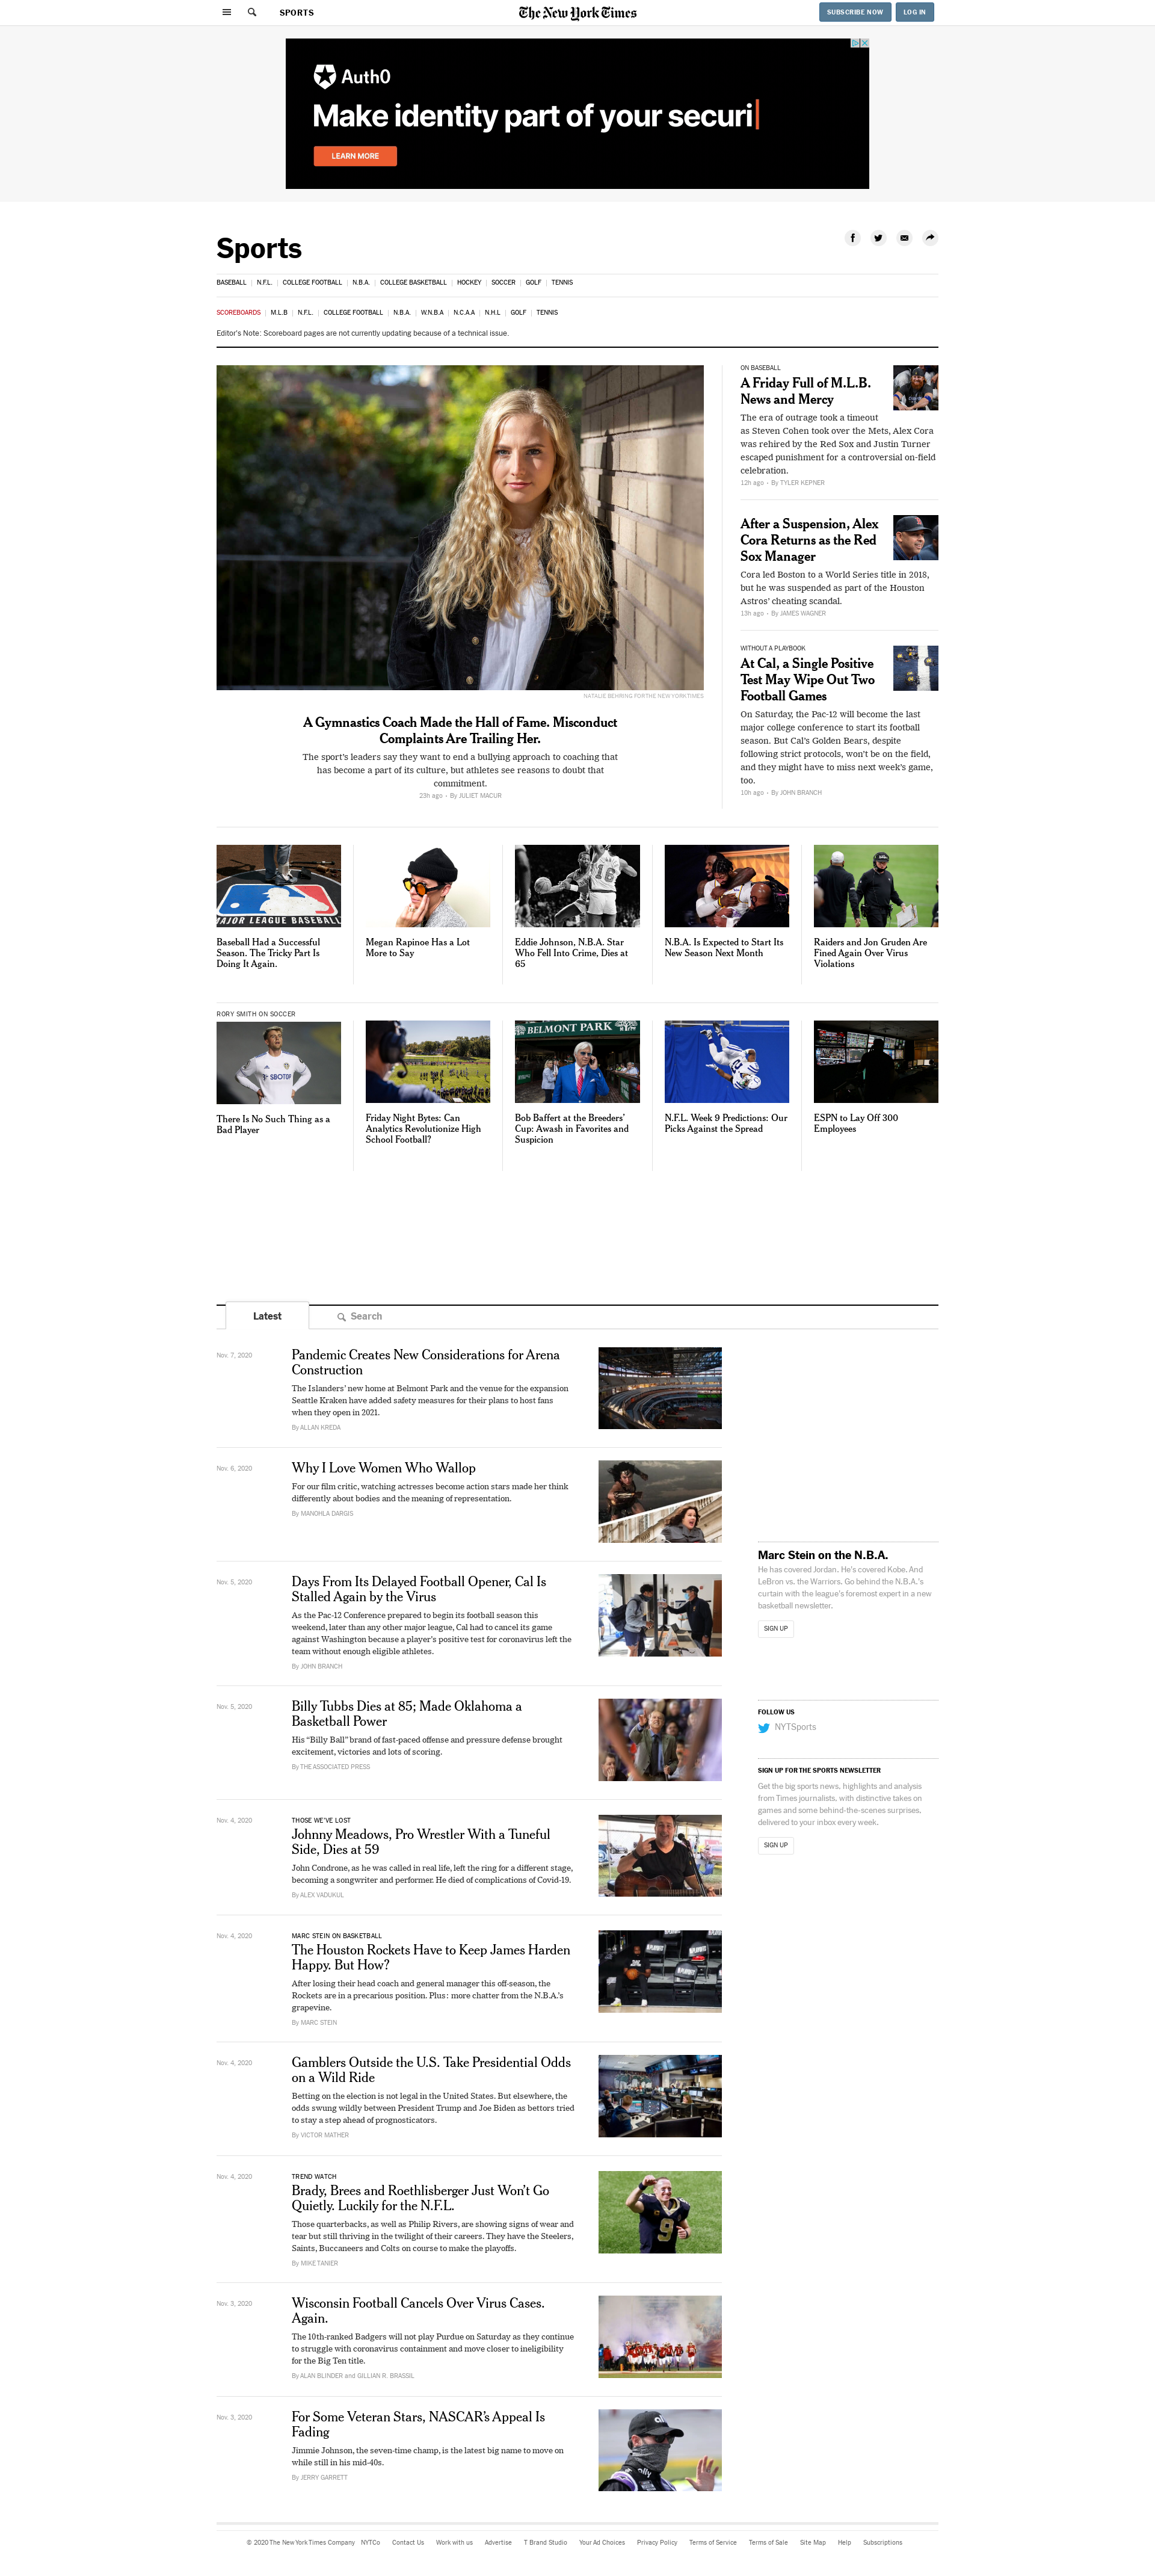 SPORTS
The New York Times
SUBSCRIBE NOW
LOG IN
Auth0
Make identity part of your securi
LEARN MORE
Sports
BASEBALL
N.F.L.
COLLEGE FOOTBALL
N.B.A.
COLLEGE BASKETBALL
HOCKEY
SOCCER
GOLF
TENNIS
SCOREBOARDS
M.L.B
N.F.L.
COLLEGE FOOTBALL
N.B.A.
W.N.B.A
N.C.A.A
N.H.L
GOLF
TENNIS
Editor's Note: Scoreboard pages are not currently updating because of a technical issue.
NATALIE BEHRING FOR THE NEW YORK TIMES
A Gymnastics Coach Made the Hall of Fame. Misconduct
Complaints Are Trailing Her.
The sport's leaders say they want to end a bullying approach to coaching that
has become a part of its culture, but athletes see reasons to doubt that
commitment.
23h ago • By JULIET MACUR
ON BASEBALL
A Friday Full of M.L.B.
News and Mercy
The era of outrage took a timeout
as Steven Cohen took over the Mets, Alex Cora
was rehired by the Red Sox and Justin Turner
escaped punishment for a controversial on-field
celebration.
12h ago • By TYLER KEPNER
After a Suspension, Alex
Cora Returns as the Red
Sox Manager
Cora led Boston to a World Series title in 2018,
but he was suspended as part of the Houston
Astros' cheating scandal.
13h ago • By JAMES WAGNER
WITHOUT A PLAYBOOK
At Cal, a Single Positive
Test May Wipe Out Two
Football Games
On Saturday, the Pac-12 will become the last
major college conference to start its football
season. But Cal's Golden Bears, despite
following strict protocols, won't be on the field,
and they might have to miss next week's game,
too.
10h ago • By JOHN BRANCH
MAJOR LEAGUE BASEBALL
Baseball Had a Successful
Season. The Tricky Part Is
Doing It Again.
Megan Rapinoe Has a Lot
More to Say
16
Eddie Johnson, N.B.A. Star
Who Fell Into Crime, Dies at
65
N.B.A. Is Expected to Start Its
New Season Next Month
Raiders and Jon Gruden Are
Fined Again Over Virus
Violations
RORY SMITH ON SOCCER
SBOTOP
There Is No Such Thing as a
Bad Player
Friday Night Bytes: Can
Analytics Revolutionize High
School Football?
BELMONT PARK
Bob Baffert at the Breeders'
Cup: Awash in Favorites and
Suspicion
N.F.L. Week 9 Predictions: Our
Picks Against the Spread
ESPN to Lay Off 300
Employees
Latest
Search
Nov. 7, 2020
Pandemic Creates New Considerations for Arena
Construction
The Islanders' new home at Belmont Park and the venue for the expansion
Seattle Kraken have added safety measures for their plans to host fans
when they open in 2021.
By ALLAN KREDA
Nov. 6, 2020
Why I Love Women Who Wallop
For our film critic, watching actresses become action stars made her think
differently about bodies and the meaning of representation.
By MANOHLA DARGIS
Nov. 5, 2020
Days From Its Delayed Football Opener, Cal Is
Stalled Again by the Virus
As the Pac-12 Conference prepared to begin its football season this
weekend, later than any other major league, Cal had to cancel its game
against Washington because a player's positive test for coronavirus left the
team without enough eligible athletes.
By JOHN BRANCH
Nov. 5, 2020
Billy Tubbs Dies at 85; Made Oklahoma a
Basketball Power
His "Billy Ball" brand of fast-paced offense and pressure defense brought
excitement, victories and lots of scoring.
By THE ASSOCIATED PRESS
Nov. 4, 2020
THOSE WE'VE LOST
Johnny Meadows, Pro Wrestler With a Tuneful
Side, Dies at 59
John Condrone, as he was called in real life, left the ring for a different stage,
becoming a songwriter and performer. He died of complications of Covid-19.
By ALEX VADUKUL
Nov. 4, 2020
MARC STEIN ON BASKETBALL
The Houston Rockets Have to Keep James Harden
Happy. But How?
After losing their head coach and general manager this off-season, the
Rockets are in a precarious position. Plus: more chatter from the N.B.A.'s
grapevine.
By MARC STEIN
Nov. 4, 2020
Gamblers Outside the U.S. Take Presidential Odds
on a Wild Ride
Betting on the election is not legal in the United States. But elsewhere, the
odds swung wildly between President Trump and Joe Biden as bettors tried
to stay a step ahead of prognosticators.
By VICTOR MATHER
Nov. 4, 2020
TREND WATCH
Brady, Brees and Roethlisberger Just Won't Go
Quietly. Luckily for the N.F.L.
Those quarterbacks, as well as Philip Rivers, are showing signs of wear and
tear but still thriving in the twilight of their careers. They have the Steelers,
Saints, Buccaneers and Colts on course to make the playoffs.
By MIKE TANIER
9
Nov. 3, 2020
Wisconsin Football Cancels Over Virus Cases.
Again.
The 10th-ranked Badgers will not play Purdue on Saturday as they continue
to struggle with coronavirus containment and move closer to ineligibility
for the Big Ten title.
By ALAN BLINDER and GILLIAN R. BRASSIL
Nov. 3, 2020
For Some Veteran Stars, NASCAR's Appeal Is
Fading
Jimmie Johnson, the seven-time champ, is the latest big name to move on
while still in his mid-40s.
By JERRY GARRETT
ally
Marc Stein on the N.B.A.
He has covered Jordan. He's covered Kobe. And
LeBron vs. the Warriors. Go behind the N.B.A.'s
curtain with the league's foremost expert in a new
basketball newsletter.
SIGN UP
FOLLOW US
NYTSports
SIGN UP FOR THE SPORTS NEWSLETTER
Get the big sports news, highlights and analysis
from Times journalists, with distinctive takes on
games and some behind-the-scenes surprises,
delivered to your inbox every week.
SIGN UP
© 2020 The New York Times Company
NYTCo
Contact Us
Work with us
Advertise
T Brand Studio
Your Ad Choices
Privacy Policy
Terms of Service
Terms of Sale
Site Map
Help
Subscriptions